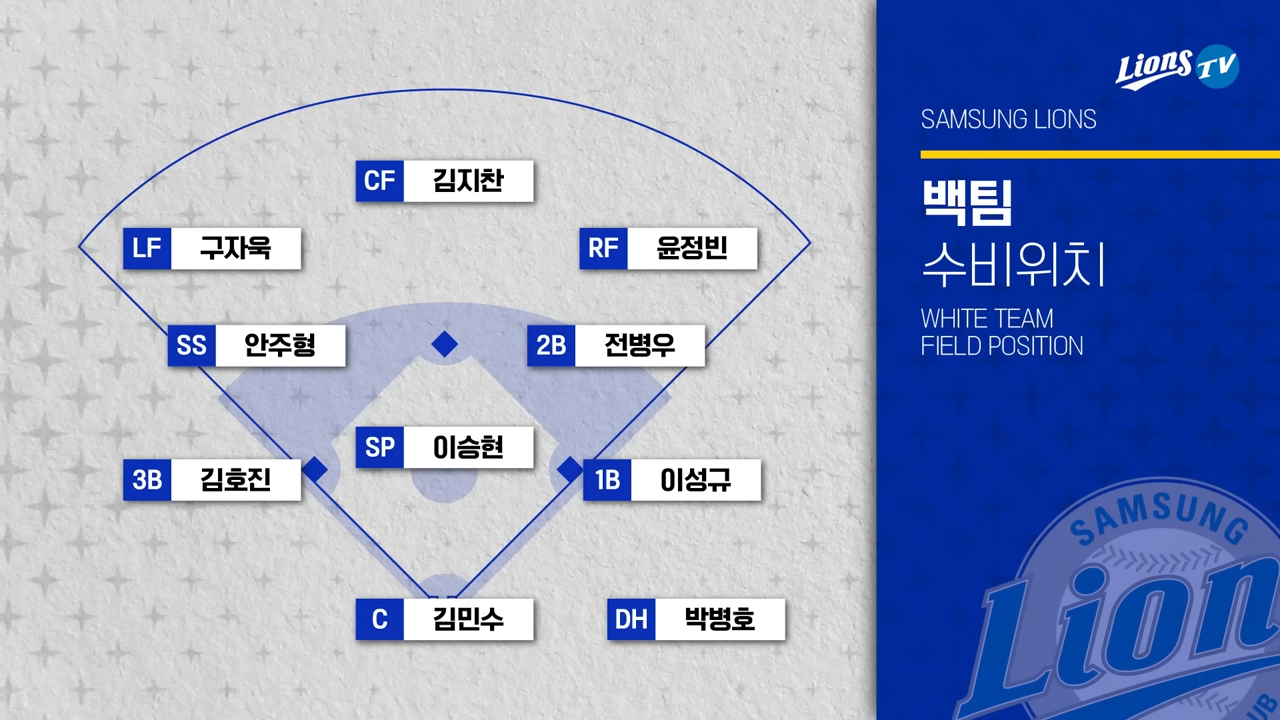 CF 김지찬
LF 구자욱
RF 윤정빈
SS 안주형
2B 전병우
SP 이승현
3B 김호진
1B 이성규
C 김민수
DH 박병호
Lions TV
SAMSUNG LIONS
백팀
수비위치
WHITE TEAM
FIELD POSITION
SAMSUNG
Lion
UB